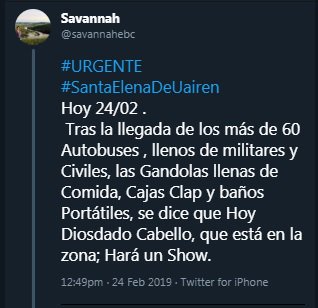 Savannah
@savannahebc
#URGENTE
#SantaElenaDeUairen
Hoy 24/02 .
Tras la llegada de los más de 60
Autobuses , llenos de militares y
Civiles, las Gandolas llenas de
Comida, Cajas Clap y baños
Portátiles, se dice que Hoy
Diosdado Cabello, que está en la
zona; Hará un Show.
12:49pm · 24 Feb 2019 · Twitter for iPhone